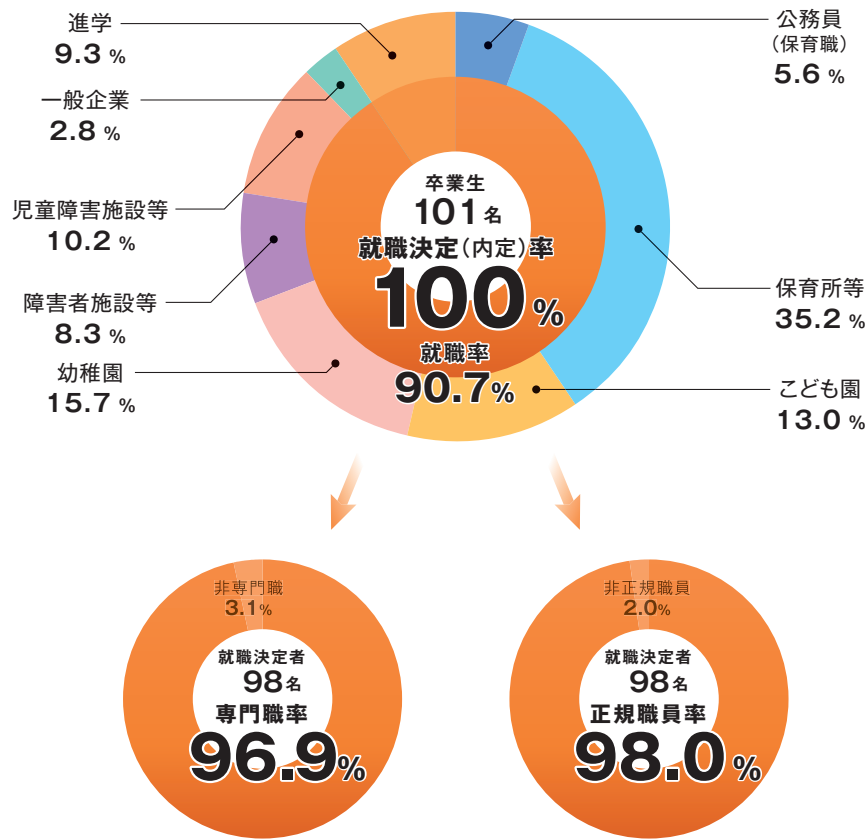 進学
9.3 %
一般企業
2.8 %
児童障害施設等
10.2 %
障害者施設等
8.3 %
幼稚園
15.7 %
公務員
（保育職）
5.6 %
保育所等
35.2 %
こども園
13.0 %
卒業生
101名
就職決定（内定）率
100%
就職率
90.7%
非専門職
3.1%
就職決定者
98名
専門職率
96.9%
非正規職員
2.0%
就職決定者
98名
正規職員率
98.0%